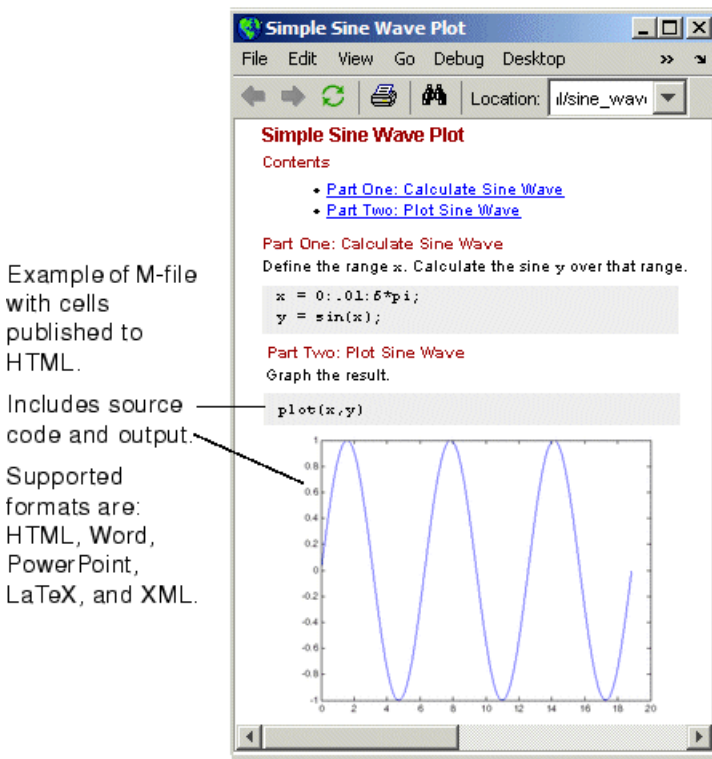 Simple Sine Wave Plot
File Edit View Go Debug Desktop »
Location: il/sine_wav
Simple Sine Wave Plot
Contents
• Part One: Calculate Sine Wave
• Part Two: Plot Sine Wave
Part One: Calculate Sine Wave
Define the range x. Calculate the sine y over that range.
x = 0:.01:6*pi;
y = sin(x);
Part Two: Plot Sine Wave
Graph the result.
plot(x,y)
1
0.8
0.6
0.4
0.2
0
-0.2
-0.4
-0.6
-0.8
-1
0 2 4 6 8 10 12 14 16 18 20
Example of M-file
with cells
published to
HTML.
Includes source
code and output.
Supported
formats are:
HTML, Word,
PowerPoint,
LaTeX, and XML.